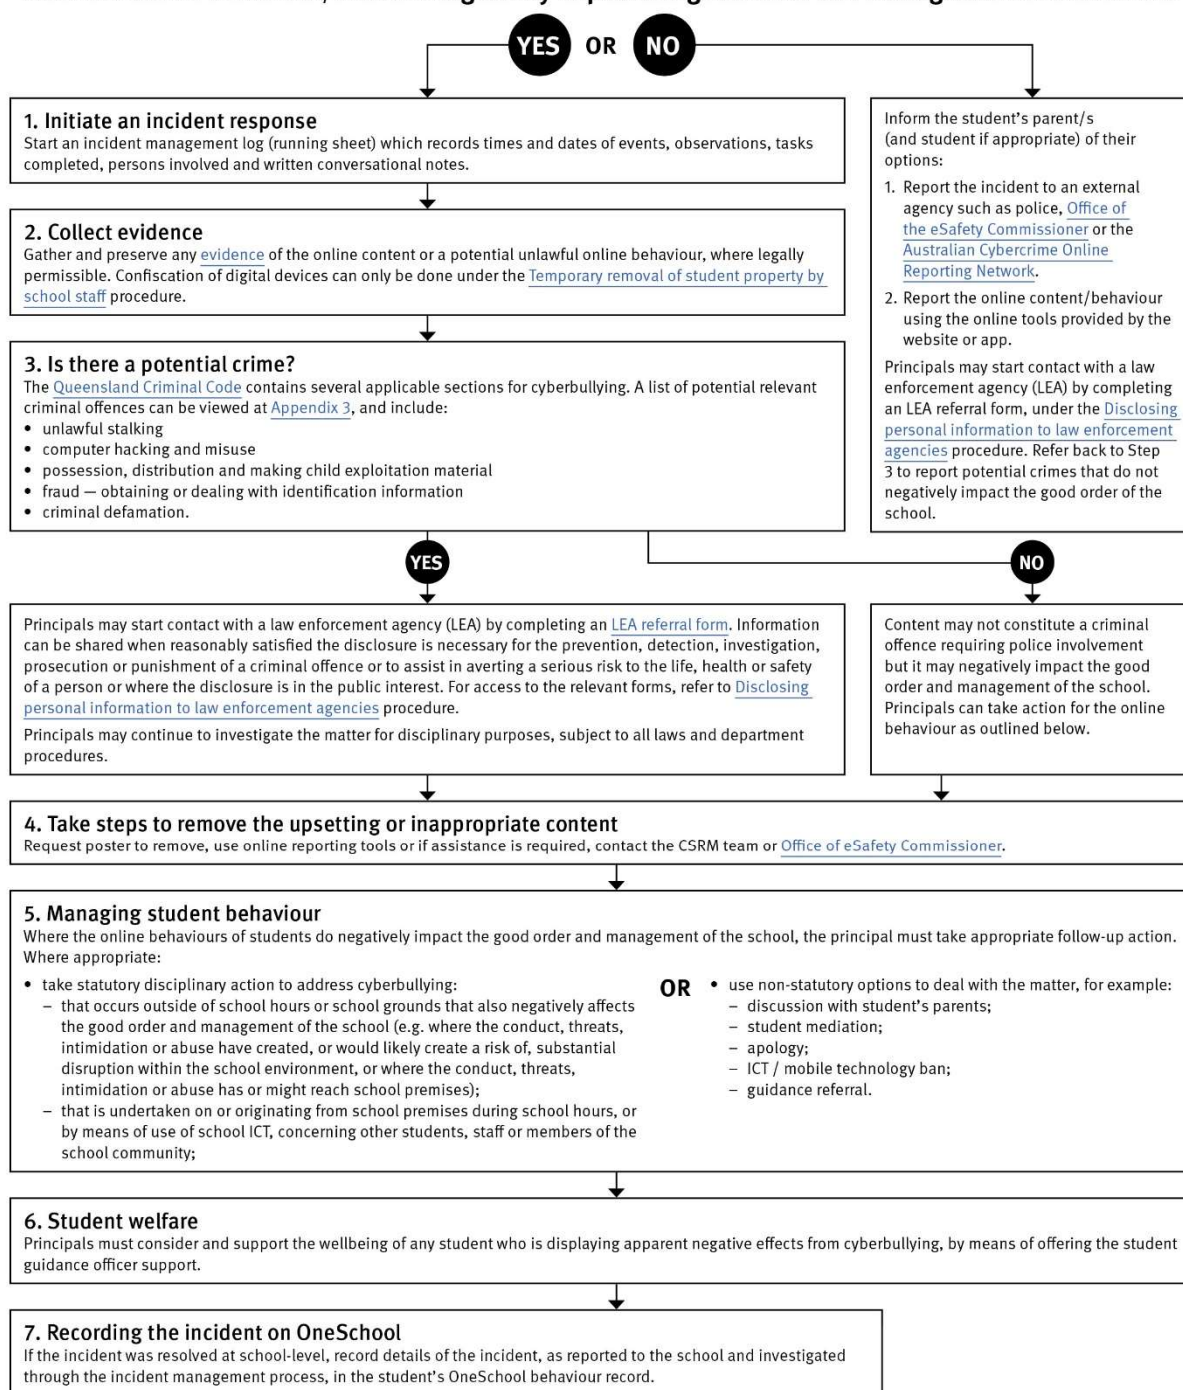 YES OR NO
1. Initiate an incident response
Start an incident management log (running sheet) which records times and dates of events, observations, tasks
completed, persons involved and written conversational notes.
Inform the student’s parent/s
(and student if appropriate) of their
options:
1. Report the incident to an external
agency such as police, Office of
the eSafety Commissioner or the
Australian Cybercrime Online
Reporting Network.
2. Report the online content/behaviour
using the online tools provided by the
website or app.
Principals may start contact with a law
enforcement agency (LEA) by completing
an LEA referral form, under the Disclosing
personal information to law enforcement
agencies procedure. Refer back to Step
3 to report potential crimes that do not
negatively impact the good order of the
school.
2. Collect evidence
Gather and preserve any evidence of the online content or a potential unlawful online behaviour, where legally
permissible. Confiscation of digital devices can only be done under the Temporary removal of student property by
school staff procedure.
3. Is there a potential crime?
The Queensland Criminal Code contains several applicable sections for cyberbullying. A list of potential relevant
criminal offences can be viewed at Appendix 3, and include:
• unlawful stalking
• computer hacking and misuse
• possession, distribution and making child exploitation material
• fraud — obtaining or dealing with identification information
• criminal defamation.
YES
NO
Principals may start contact with a law enforcement agency (LEA) by completing an LEA referral form. Information
can be shared when reasonably satisfied the disclosure is necessary for the prevention, detection, investigation,
prosecution or punishment of a criminal offence or to assist in averting a serious risk to the life, health or safety
of a person or where the disclosure is in the public interest. For access to the relevant forms, refer to Disclosing
personal information to law enforcement agencies procedure.
Principals may continue to investigate the matter for disciplinary purposes, subject to all laws and department
procedures.
Content may not constitute a criminal
offence requiring police involvement
but it may negatively impact the good
order and management of the school.
Principals can take action for the online
behaviour as outlined below.
4. Take steps to remove the upsetting or inappropriate content
Request poster to remove, use online reporting tools or if assistance is required, contact the CSRM team or Office of eSafety Commissioner.
5. Managing student behaviour
Where the online behaviours of students do negatively impact the good order and management of the school, the principal must take appropriate follow-up action.
Where appropriate:
• take statutory disciplinary action to address cyberbullying:
– that occurs outside of school hours or school grounds that also negatively affects
the good order and management of the school (e.g. where the conduct, threats,
intimidation or abuse have created, or would likely create a risk of, substantial
disruption within the school environment, or where the conduct, threats,
intimidation or abuse has or might reach school premises);
– that is undertaken on or originating from school premises during school hours, or
by means of use of school ICT, concerning other students, staff or members of the
school community;
OR
• use non-statutory options to deal with the matter, for example:
– discussion with student’s parents;
– student mediation;
– apology;
– ICT / mobile technology ban;
– guidance referral.
6. Student welfare
Principals must consider and support the wellbeing of any student who is displaying apparent negative effects from cyberbullying, by means of offering the student
guidance officer support.
7. Recording the incident on OneSchool
If the incident was resolved at school-level, record details of the incident, as reported to the school and investigated
through the incident management process, in the student’s OneSchool behaviour record.